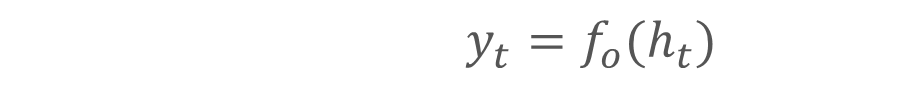 $y_t = f_o(h_t)$